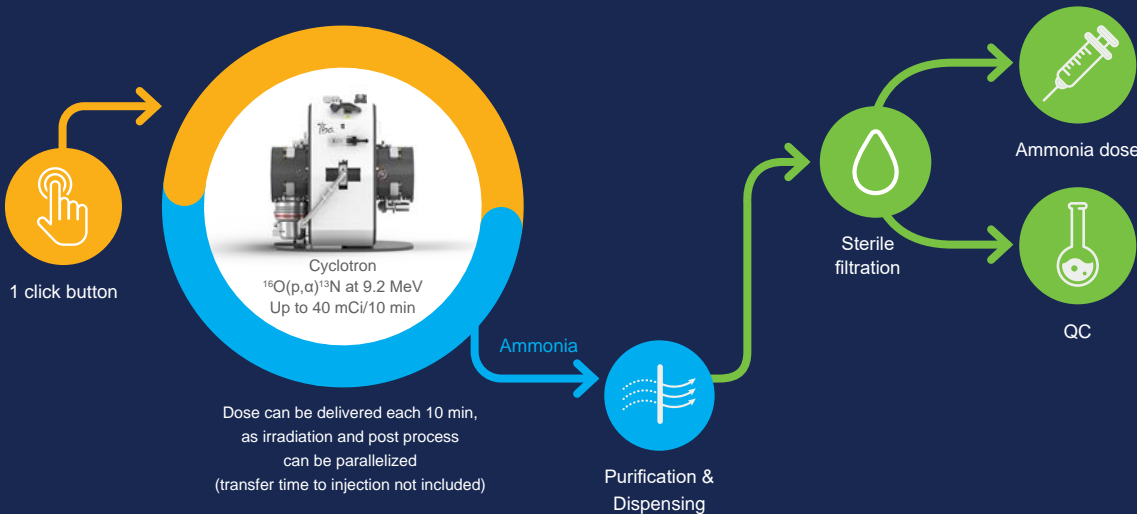 1 click button
Cyclotron
¹⁶O(p,α)¹³N at 9.2 MeV
Up to 40 mCi/10 min
Dose can be delivered each 10 min,
as irradiation and post process
can be parallelized
(transfer time to injection not included)
Ammonia
Purification &
Dispensing
Sterile
filtration
Ammonia dose
QC